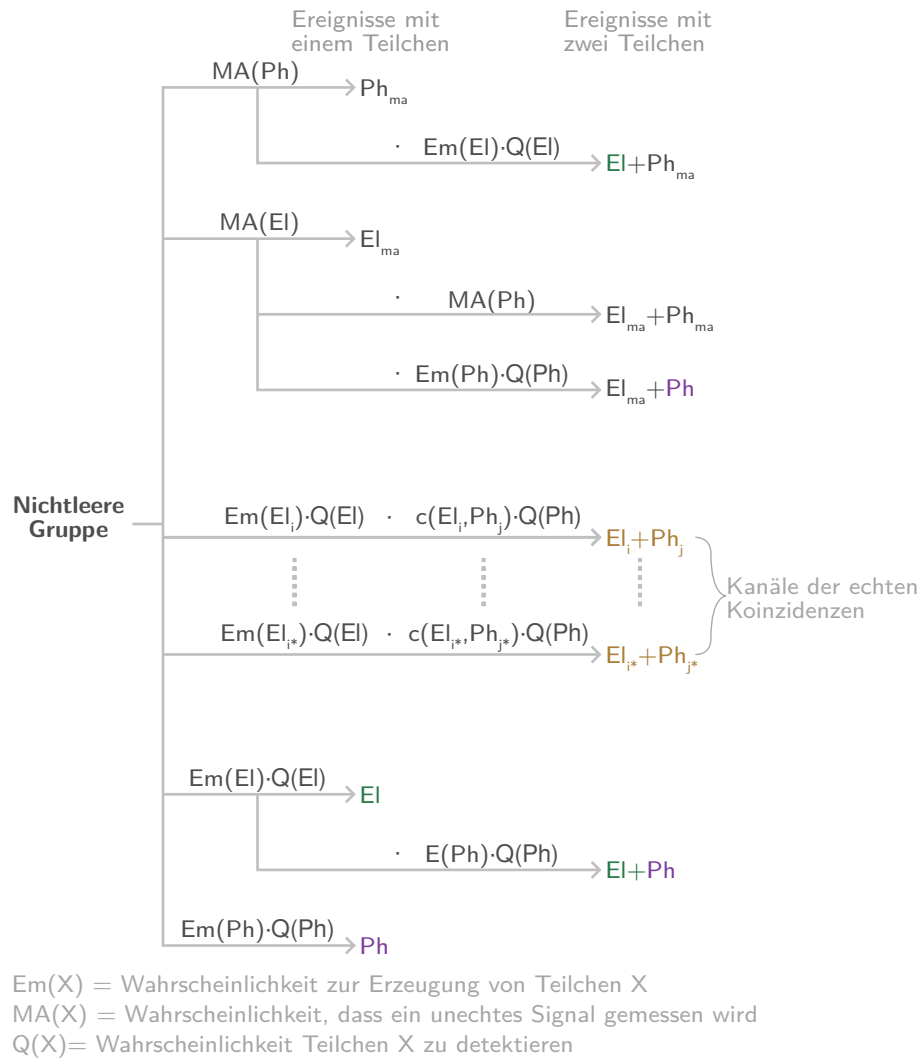 Ereignisse mit
einem Teilchen
Ereignisse mit
zwei Teilchen
MA(Ph)
Ph_ma
· Em(El)·Q(El)
El+Ph_ma
MA(El)
El_ma
· MA(Ph)
El_ma+Ph_ma
· Em(Ph)·Q(Ph)
El_ma+Ph
Nichtleere
Gruppe
Em(El_i)·Q(El) · c(El_i,Ph_j)·Q(Ph)
El_i+Ph_j
Kanäle der echten
Koinzidenzen
Em(El_i*)·Q(El) · c(El_i*,Ph_j*)·Q(Ph)
El_i*+Ph_j*
Em(El)·Q(El)
El
· E(Ph)·Q(Ph)
El+Ph
Em(Ph)·Q(Ph)
Ph
Em(X) = Wahrscheinlichkeit zur Erzeugung von Teilchen X
MA(X) = Wahrscheinlichkeit, dass ein unechtes Signal gemessen wird
Q(X)= Wahrscheinlichkeit Teilchen X zu detektieren